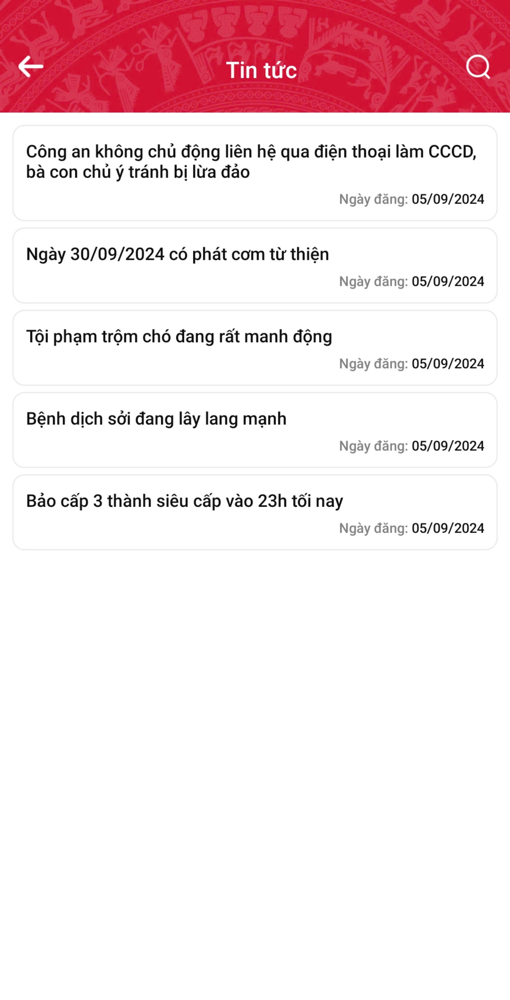 Tin tức
Công an không chủ động liên hệ qua điện thoại làm CCCD,
bà con chủ ý tránh bị lừa đảo
Ngày đăng: 05/09/2024
Ngày 30/09/2024 có phát cơm từ thiện
Ngày đăng: 05/09/2024
Tội phạm trộm chó đang rất manh động
Ngày đăng: 05/09/2024
Bệnh dịch sởi đang lây lang mạnh
Ngày đăng: 05/09/2024
Bảo cấp 3 thành siêu cấp vào 23h tối nay
Ngày đăng: 05/09/2024